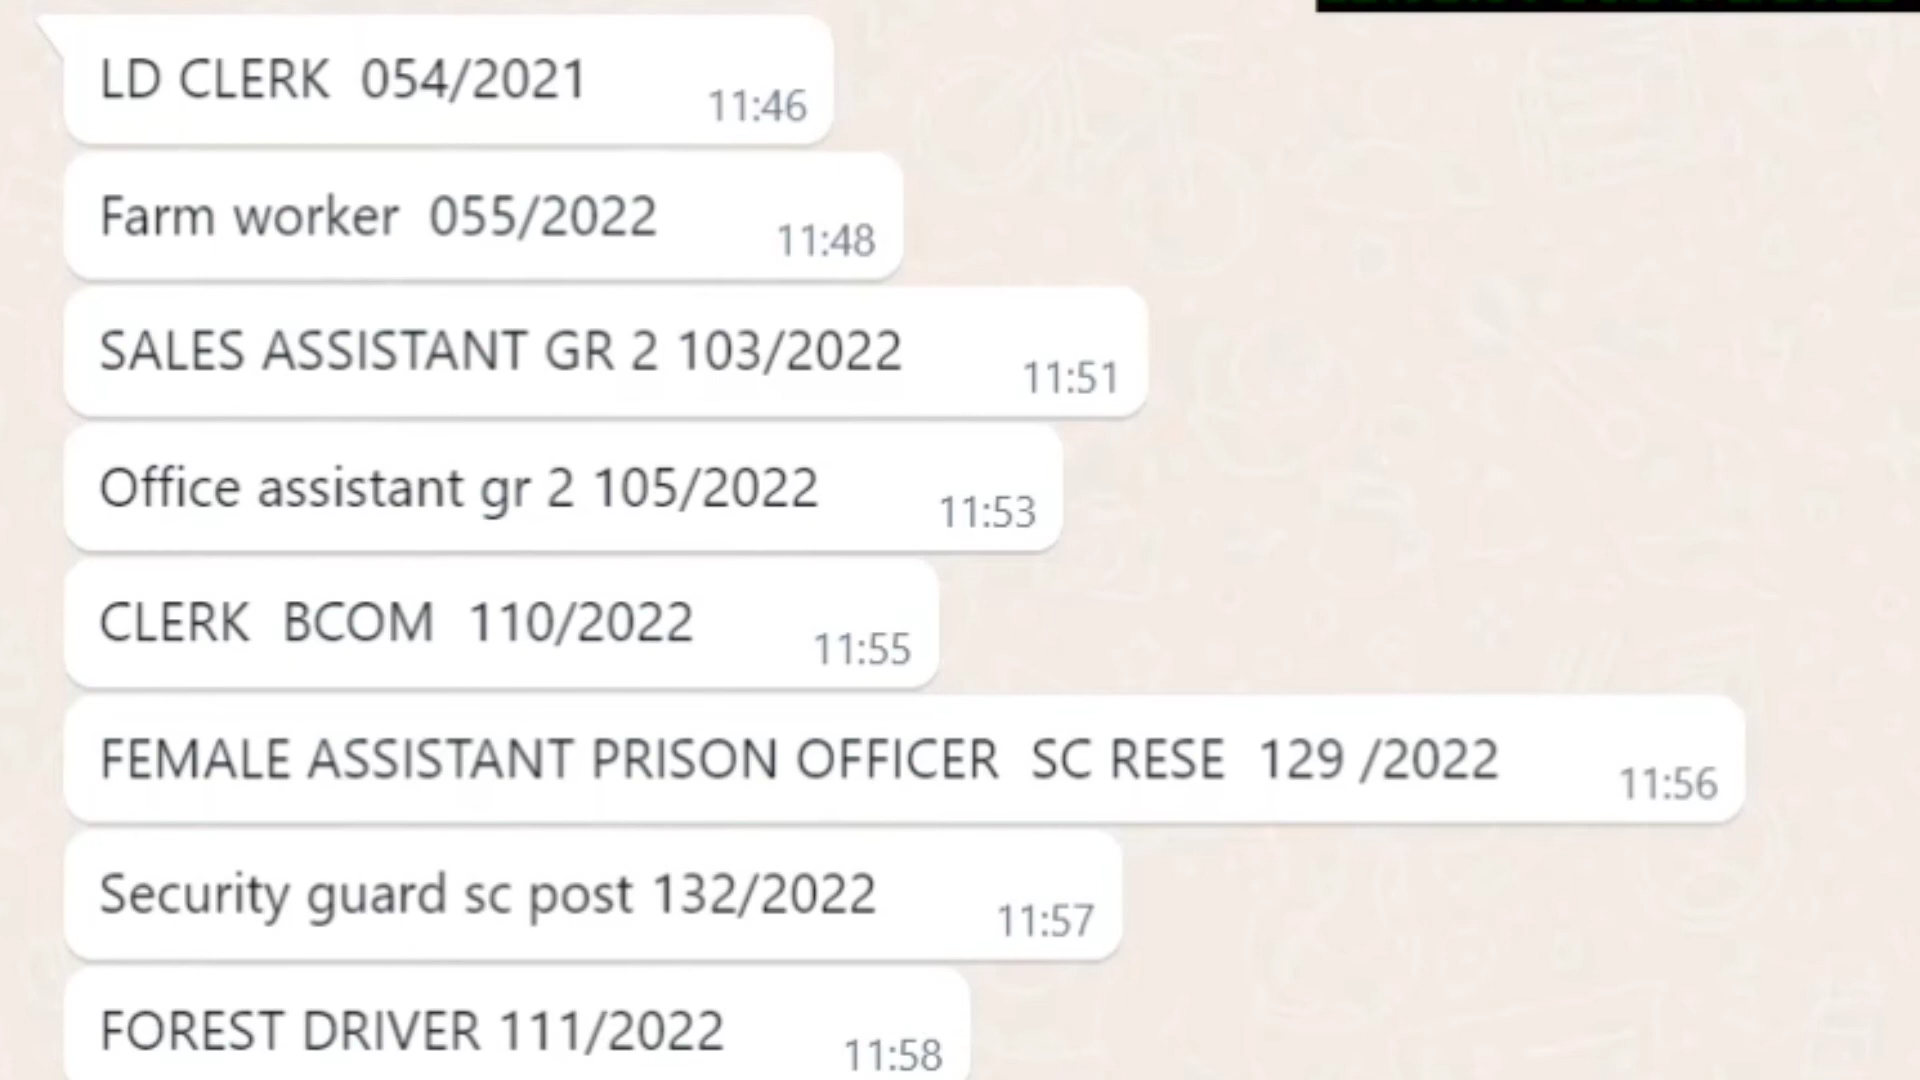 LD CLERK 054/2021
11:46
Farm worker 055/2022
11:48
SALES ASSISTANT GR 2 103/2022
11:51
Office assistant gr 2 105/2022
11:53
CLERK BCOM 110/2022
11:55
FEMALE ASSISTANT PRISON OFFICER SC RESE 129 /2022
11:56
Security guard sc post 132/2022
11:57
FOREST DRIVER 111/2022
11:58